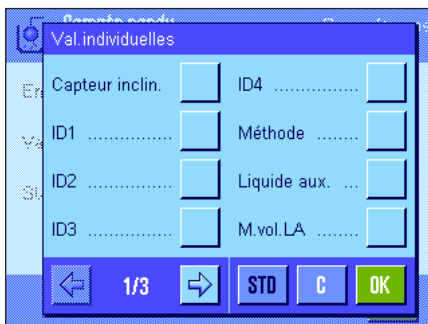 Val.individuelles
Capteur inclin.
ID4 ...............
ID1 ...............
Méthode ........
ID2 ...............
Liquide aux. ...
ID3 ...............
M.vol.LA ........
1/3
STD
C
OK